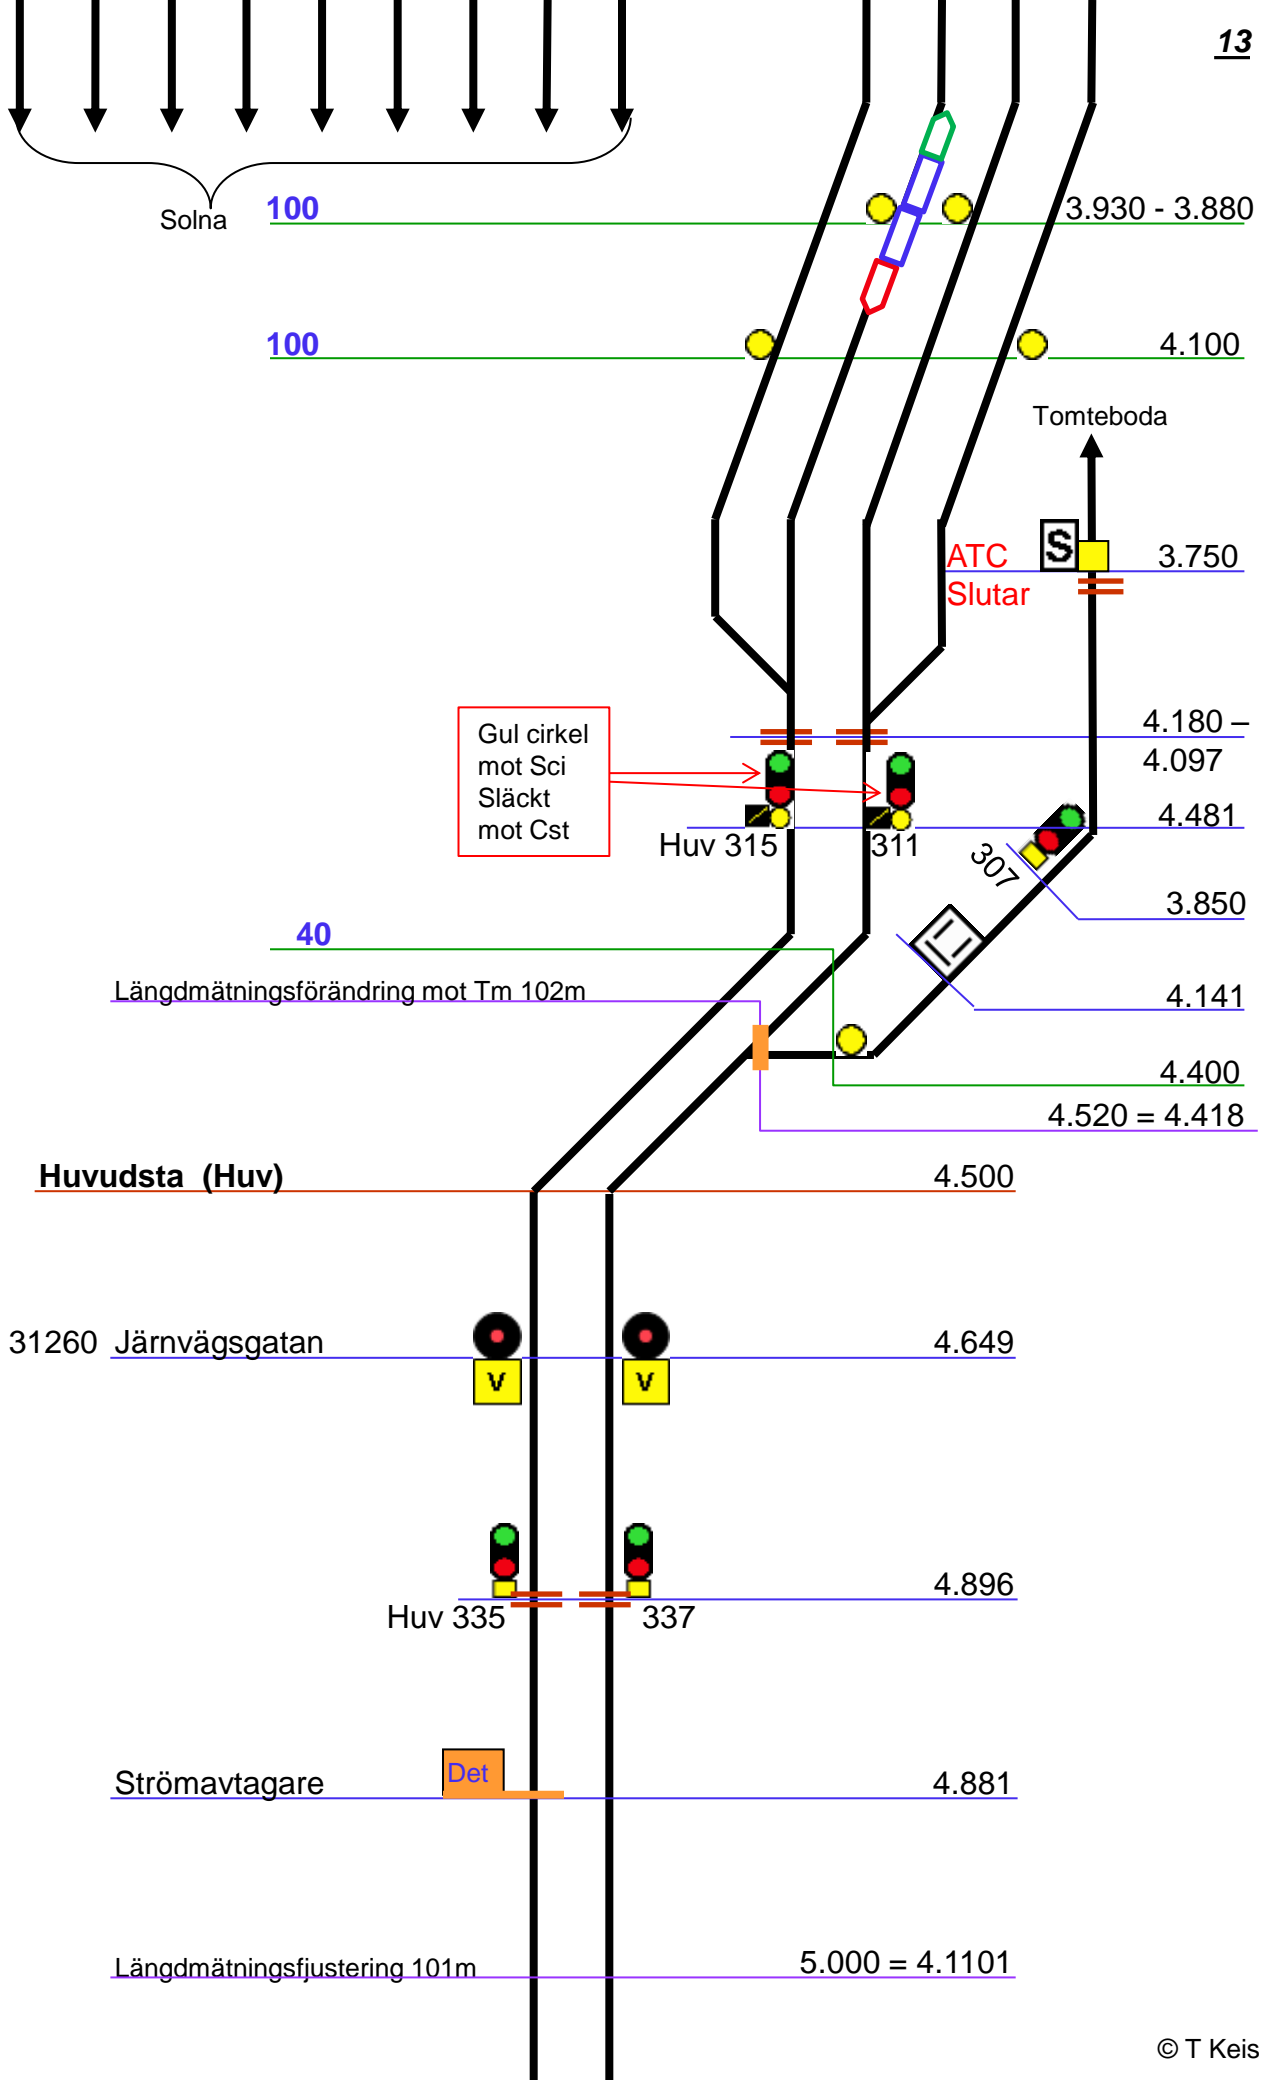 13
Solna
100
3.930 - 3.880
100
4.100
Tomteboda
S
ATC
Slutar
3.750
Gul cirkel
mot Sci
Släckt
mot Cst
4.180 –
4.097
4.481
Huv 315
311
307
3.850
40
Längdmätningsförändring mot Tm 102m
4.141
4.400
4.520 = 4.418
Huvudsta (Huv)
4.500
31260 Järnvägsgatan
4.649
V
V
4.896
Huv 335
337
Det
Strömavtagare
4.881
Längdmätningsfjustering 101m
5.000 = 4.1101
© T Keis